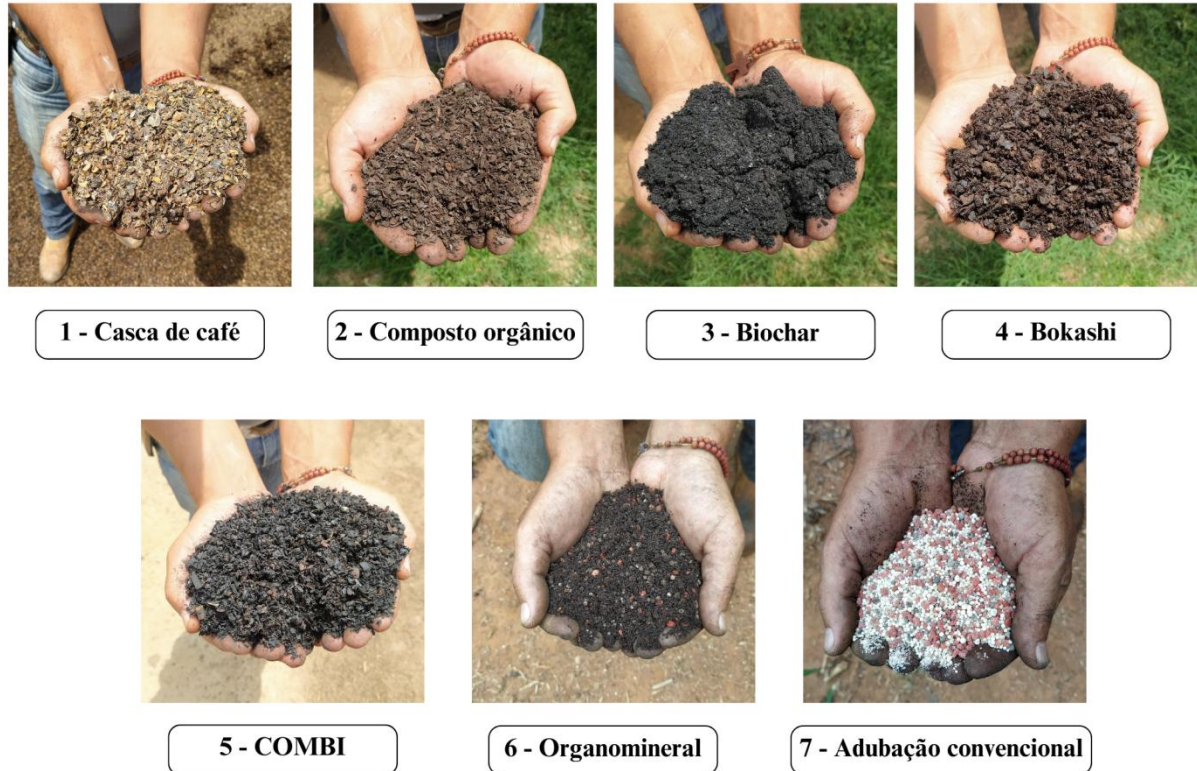 1 - Casca de café
2 - Composto orgânico
3 - Biochar
4 - Bokashi
5 - COMBI
6 - Organomineral
7 - Adubação convencional